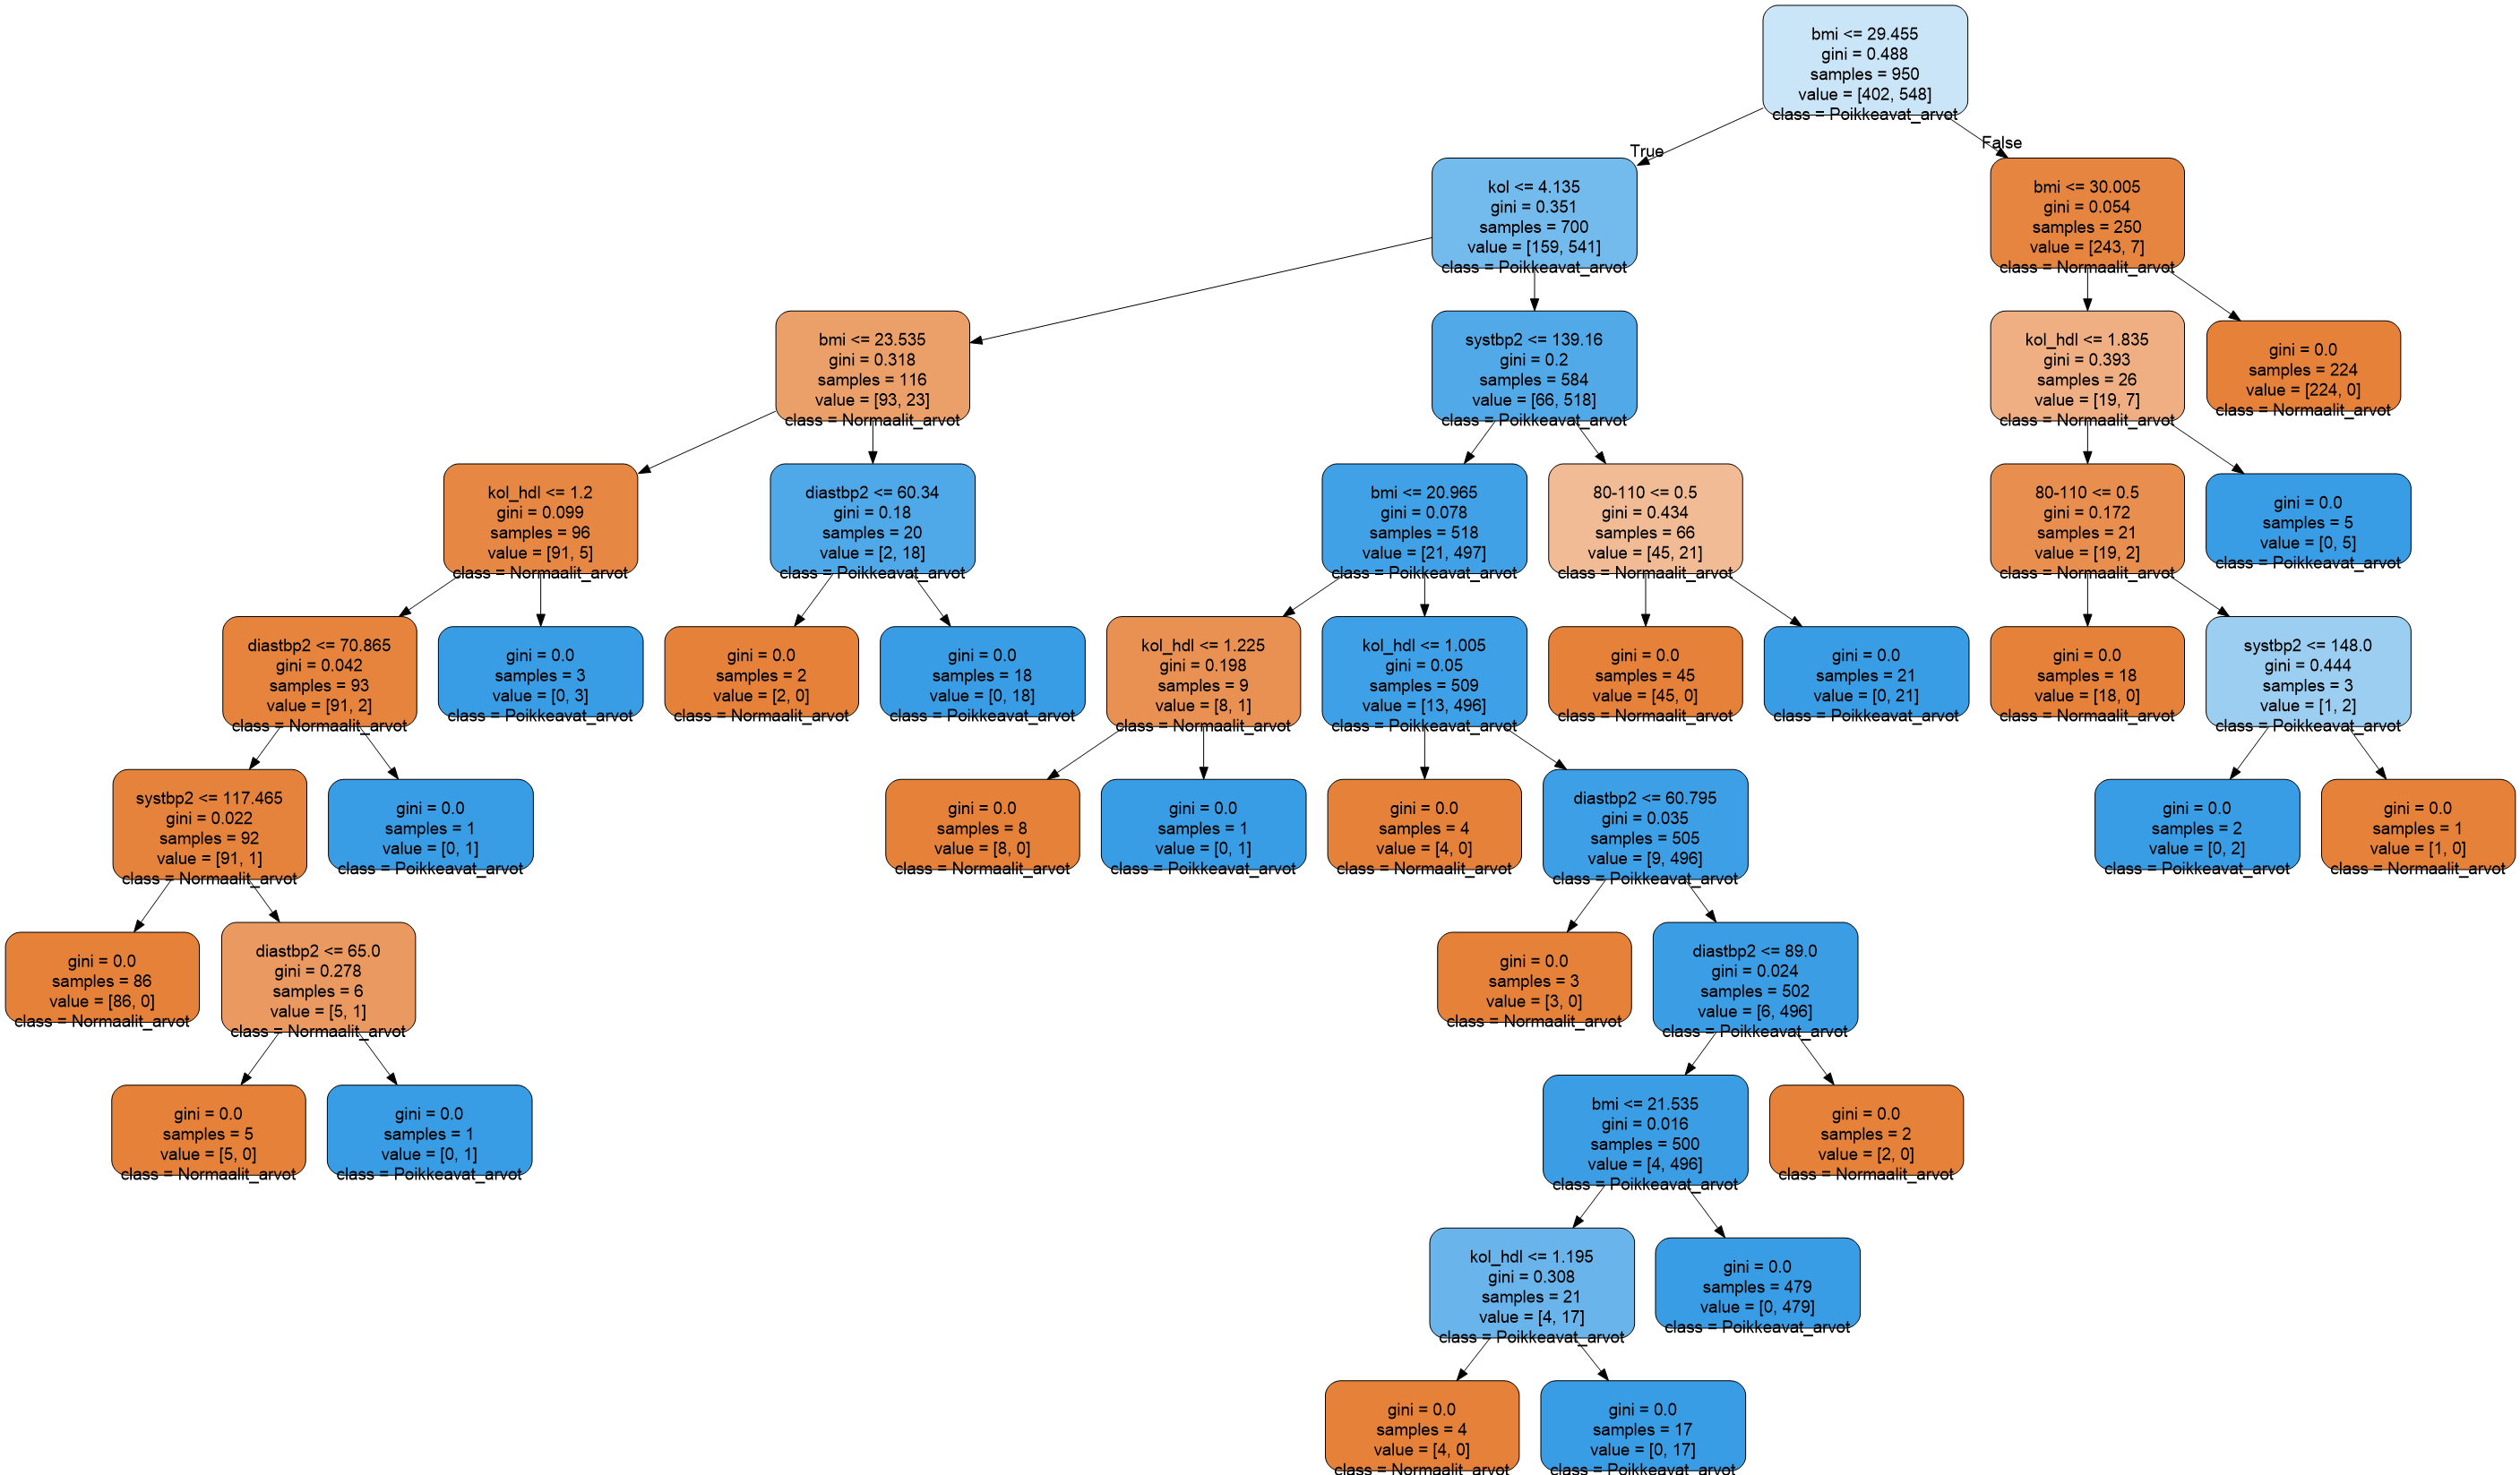 bmi <= 29.455
gini = 0.488
samples = 950
value = [402, 548]
class = Poikkeavat_arvot
True
False
kol <= 4.135
gini = 0.351
samples = 700
value = [159, 541]
class = Poikkeavat_arvot
bmi <= 30.005
gini = 0.054
samples = 250
value = [243, 7]
class = Normaalit_arvot
bmi <= 23.535
gini = 0.318
samples = 116
value = [93, 23]
class = Normaalit_arvot
systbp2 <= 139.16
gini = 0.2
samples = 584
value = [66, 518]
class = Poikkeavat_arvot
kol_hdl <= 1.835
gini = 0.393
samples = 26
value = [19, 7]
class = Normaalit_arvot
gini = 0.0
samples = 224
value = [224, 0]
class = Normaalit_arvot
kol_hdl <= 1.2
gini = 0.099
samples = 96
value = [91, 5]
class = Normaalit_arvot
diastbp2 <= 60.34
gini = 0.18
samples = 20
value = [2, 18]
class = Poikkeavat_arvot
bmi <= 20.965
gini = 0.078
samples = 518
value = [21, 497]
class = Poikkeavat_arvot
80-110 <= 0.5
gini = 0.434
samples = 66
value = [45, 21]
class = Normaalit_arvot
80-110 <= 0.5
gini = 0.172
samples = 21
value = [19, 2]
class = Normaalit_arvot
gini = 0.0
samples = 5
value = [0, 5]
class = Poikkeavat_arvot
diastbp2 <= 70.865
gini = 0.042
samples = 93
value = [91, 2]
class = Normaalit_arvot
gini = 0.0
samples = 3
value = [0, 3]
class = Poikkeavat_arvot
gini = 0.0
samples = 2
value = [2, 0]
class = Normaalit_arvot
gini = 0.0
samples = 18
value = [0, 18]
class = Poikkeavat_arvot
kol_hdl <= 1.225
gini = 0.198
samples = 9
value = [8, 1]
class = Normaalit_arvot
kol_hdl <= 1.005
gini = 0.05
samples = 509
value = [13, 496]
class = Poikkeavat_arvot
gini = 0.0
samples = 45
value = [45, 0]
class = Normaalit_arvot
gini = 0.0
samples = 21
value = [0, 21]
class = Poikkeavat_arvot
gini = 0.0
samples = 18
value = [18, 0]
class = Normaalit_arvot
systbp2 <= 148.0
gini = 0.444
samples = 3
value = [1, 2]
class = Poikkeavat_arvot
systbp2 <= 117.465
gini = 0.022
samples = 92
value = [91, 1]
class = Normaalit_arvot
gini = 0.0
samples = 1
value = [0, 1]
class = Poikkeavat_arvot
gini = 0.0
samples = 8
value = [8, 0]
class = Normaalit_arvot
gini = 0.0
samples = 1
value = [0, 1]
class = Poikkeavat_arvot
gini = 0.0
samples = 4
value = [4, 0]
class = Normaalit_arvot
diastbp2 <= 60.795
gini = 0.035
samples = 505
value = [9, 496]
class = Poikkeavat_arvot
gini = 0.0
samples = 2
value = [0, 2]
class = Poikkeavat_arvot
gini = 0.0
samples = 1
value = [1, 0]
class = Normaalit_arvot
gini = 0.0
samples = 86
value = [86, 0]
class = Normaalit_arvot
diastbp2 <= 65.0
gini = 0.278
samples = 6
value = [5, 1]
class = Normaalit_arvot
gini = 0.0
samples = 3
value = [3, 0]
class = Normaalit_arvot
diastbp2 <= 89.0
gini = 0.024
samples = 502
value = [6, 496]
class = Poikkeavat_arvot
gini = 0.0
samples = 5
value = [5, 0]
class = Normaalit_arvot
gini = 0.0
samples = 1
value = [0, 1]
class = Poikkeavat_arvot
bmi <= 21.535
gini = 0.016
samples = 500
value = [4, 496]
class = Poikkeavat_arvot
gini = 0.0
samples = 2
value = [2, 0]
class = Normaalit_arvot
kol_hdl <= 1.195
gini = 0.308
samples = 21
value = [4, 17]
class = Poikkeavat_arvot
gini = 0.0
samples = 479
value = [0, 479]
class = Poikkeavat_arvot
gini = 0.0
samples = 4
value = [4, 0]
class = Normaalit_arvot
gini = 0.0
samples = 17
value = [0, 17]
class = Poikkeavat_arvot